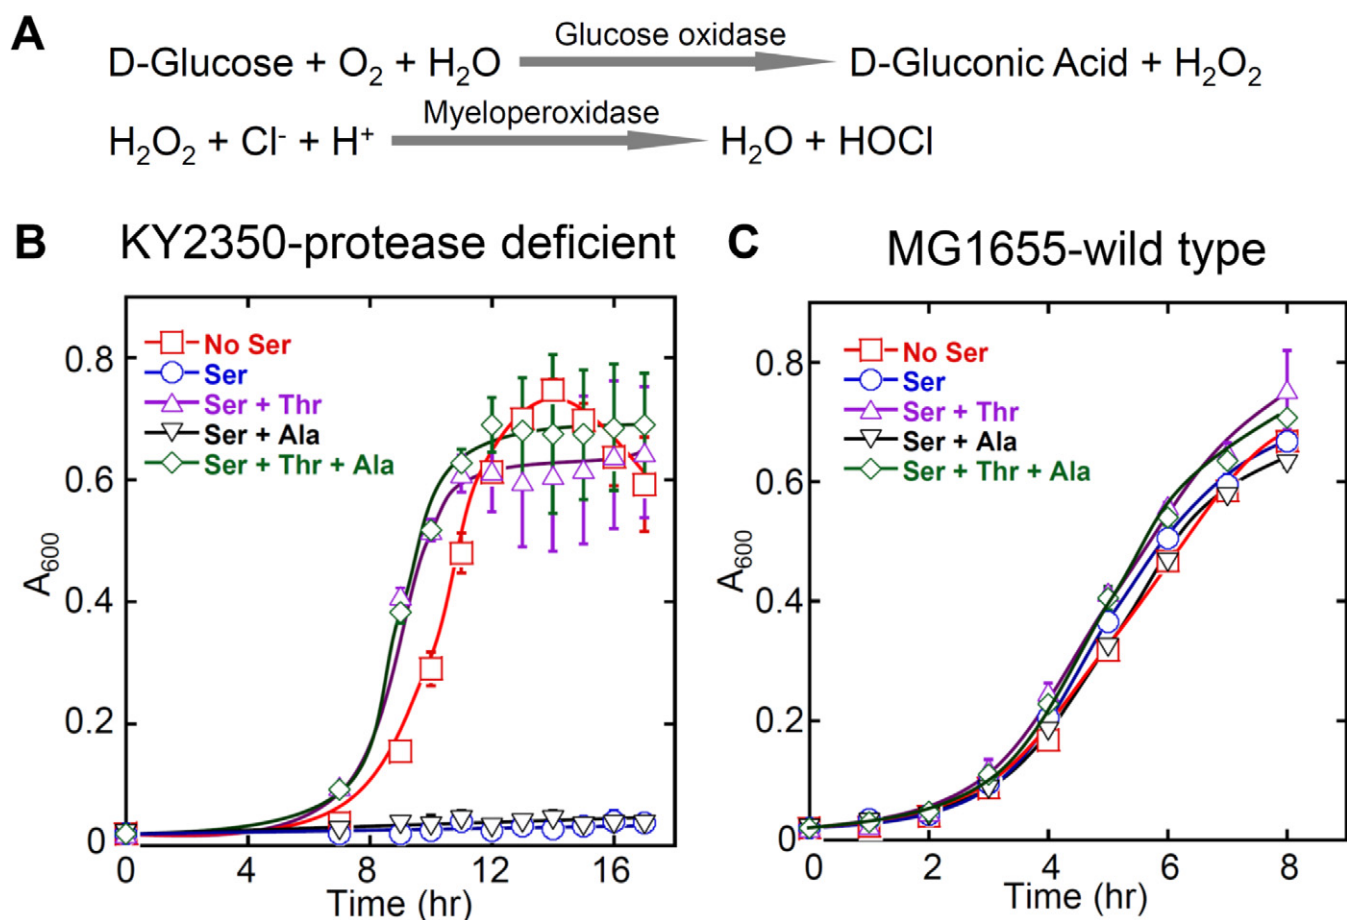 A
Glucose oxidase
D-Glucose + O₂ + H₂O
D-Gluconic Acid + H₂O₂
Myeloperoxidase
H₂O₂ + Cl⁻ + H⁺
H₂O + HOCl
B KY2350-protease deficient
No Ser
Ser
Ser + Thr
Ser + Ala
Ser + Thr + Ala
A₆₀₀
0.8
0.6
0.4
0.2
0
0 4 8 12 16
Time (hr)
C MG1655-wild type
No Ser
Ser
Ser + Thr
Ser + Ala
Ser + Thr + Ala
A₆₀₀
0.8
0.6
0.4
0.2
0
0 2 4 6 8
Time (hr)